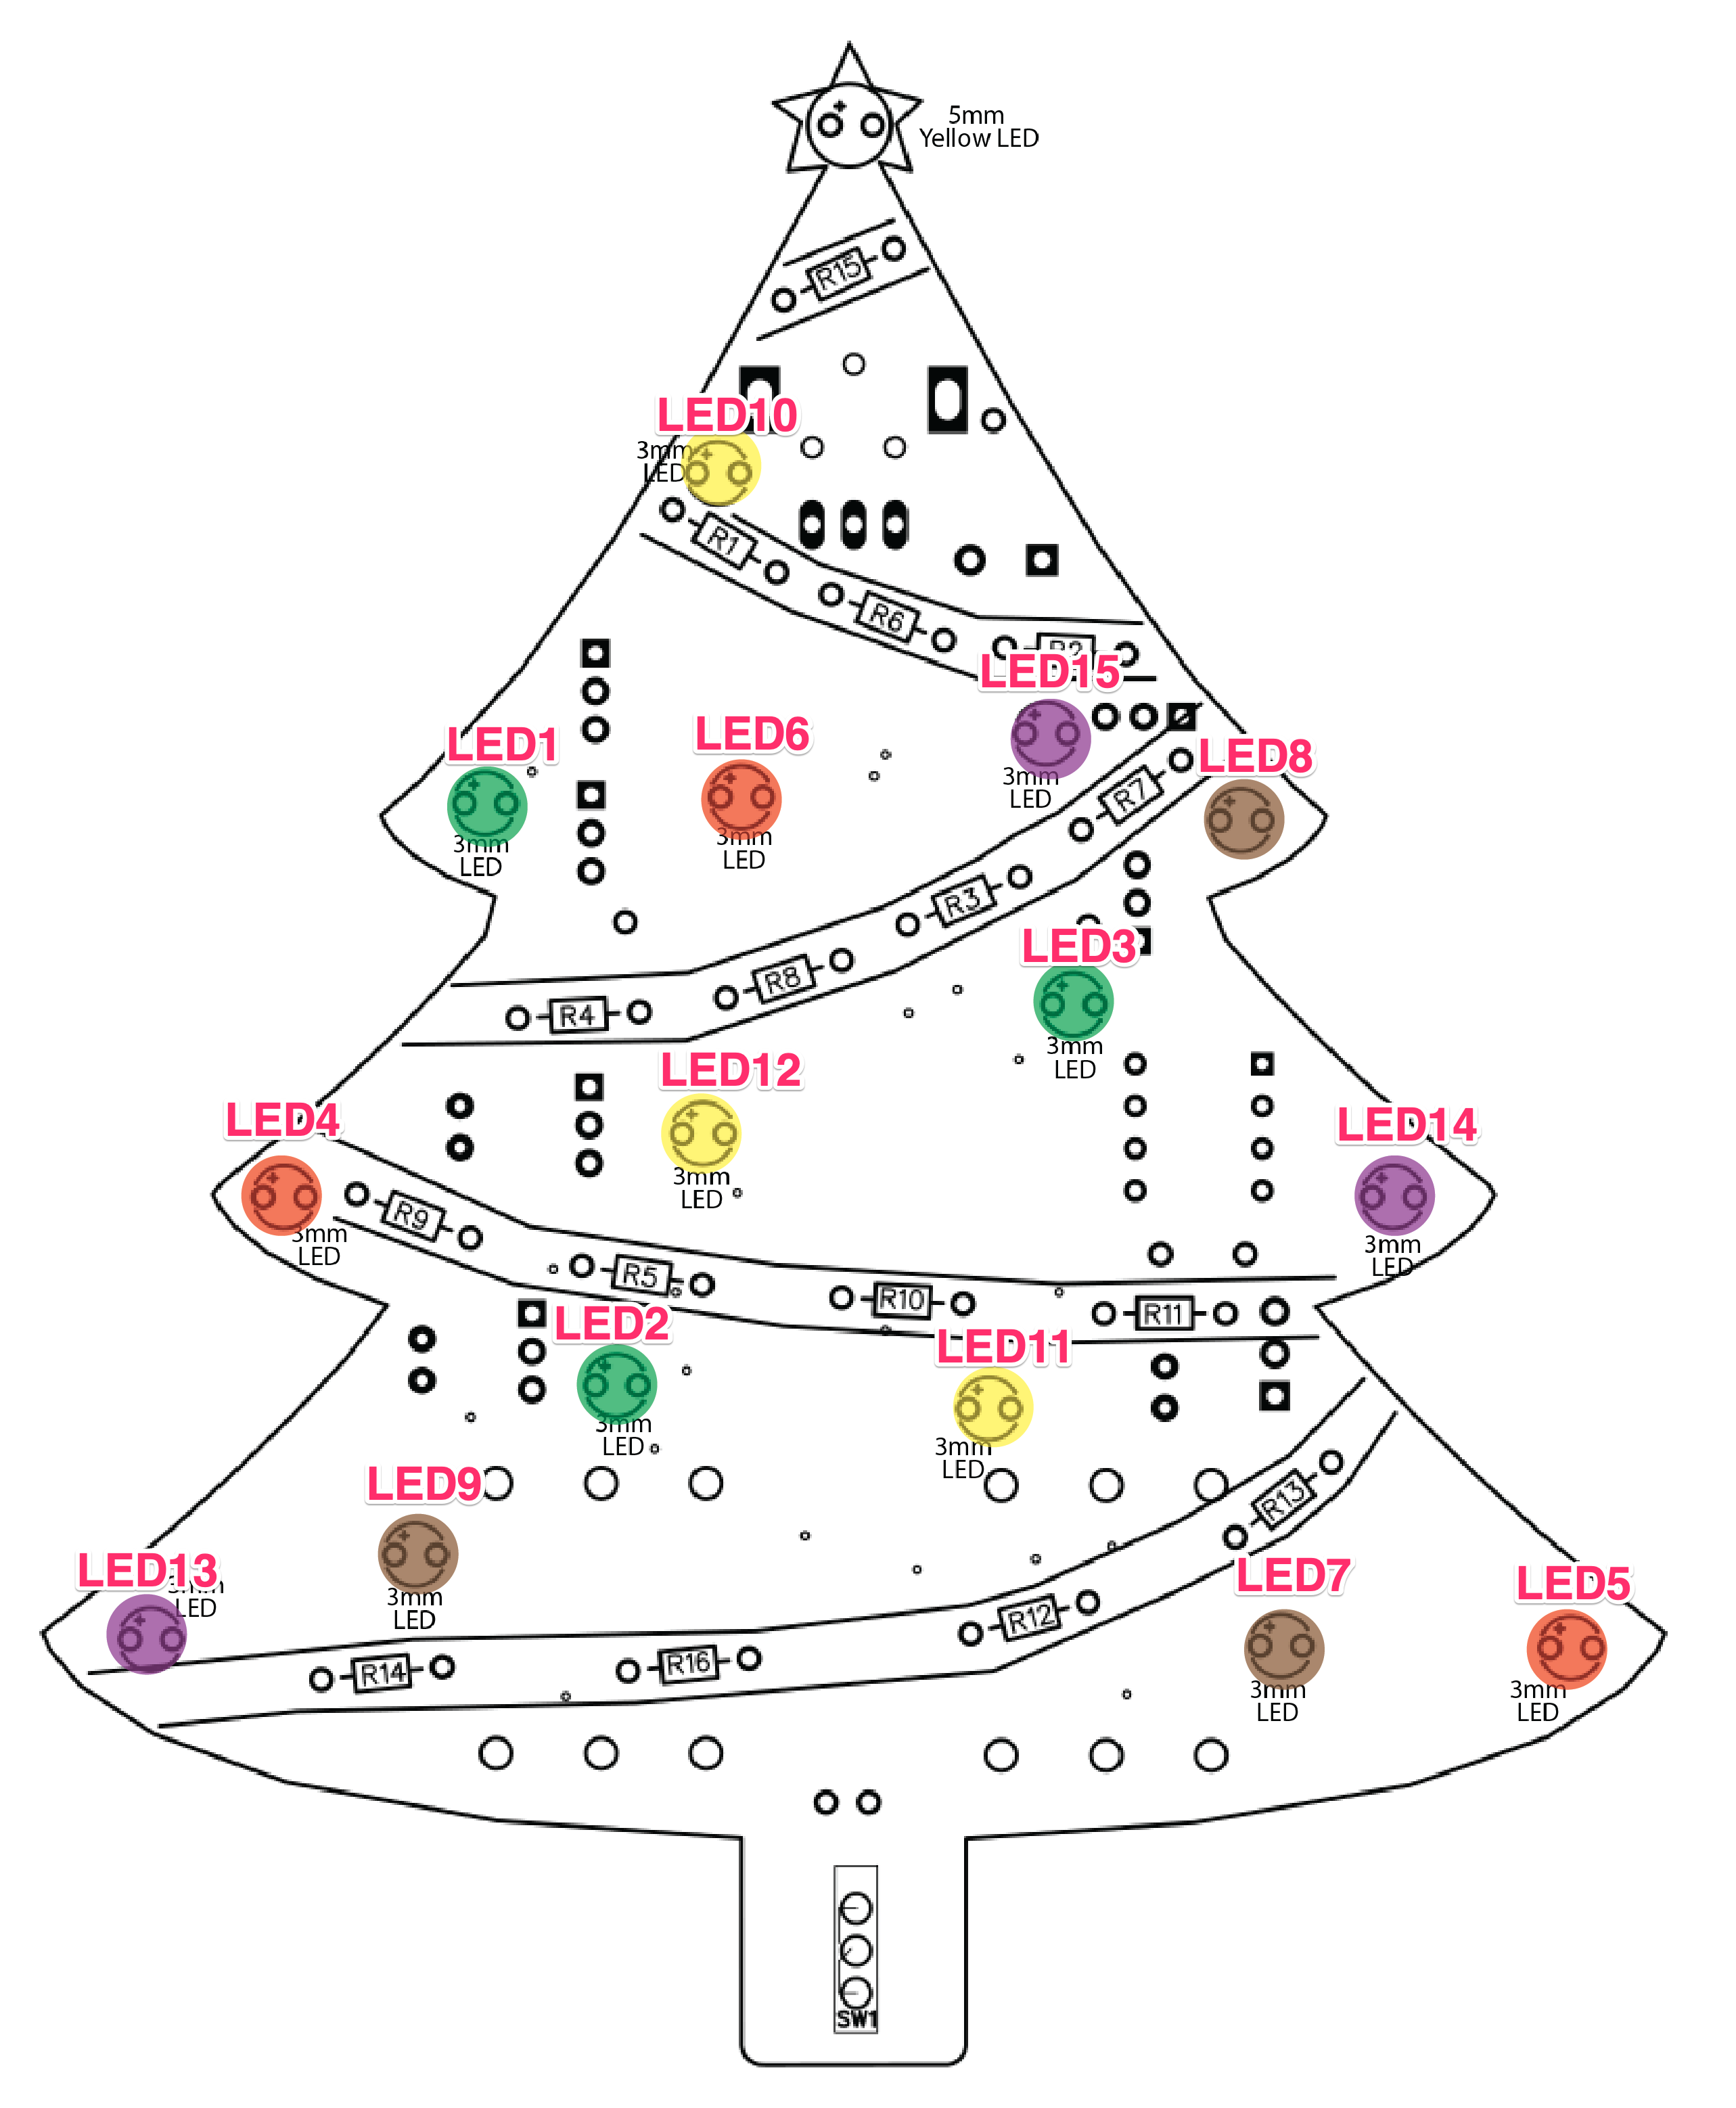 5mm
Yellow LED
R15
LED10
3mm
LED
R1
R6
R2
LED15
3mm
LED
LED1
3mm
LED
LED6
3mm
LED
LED8
R7
R3
R8
R4
LED3
3mm
LED
LED12
3mm
LED
LED4
3mm
LED
LED14
3mm
LED
R9
R5
R10
R11
LED2
3mm
LED
LED11
3mm
LED
LED9
3mm
LED
R13
LED13
3mm
LED
LED7
3mm
LED
LED5
3mm
LED
R12
R14
R16
SW1